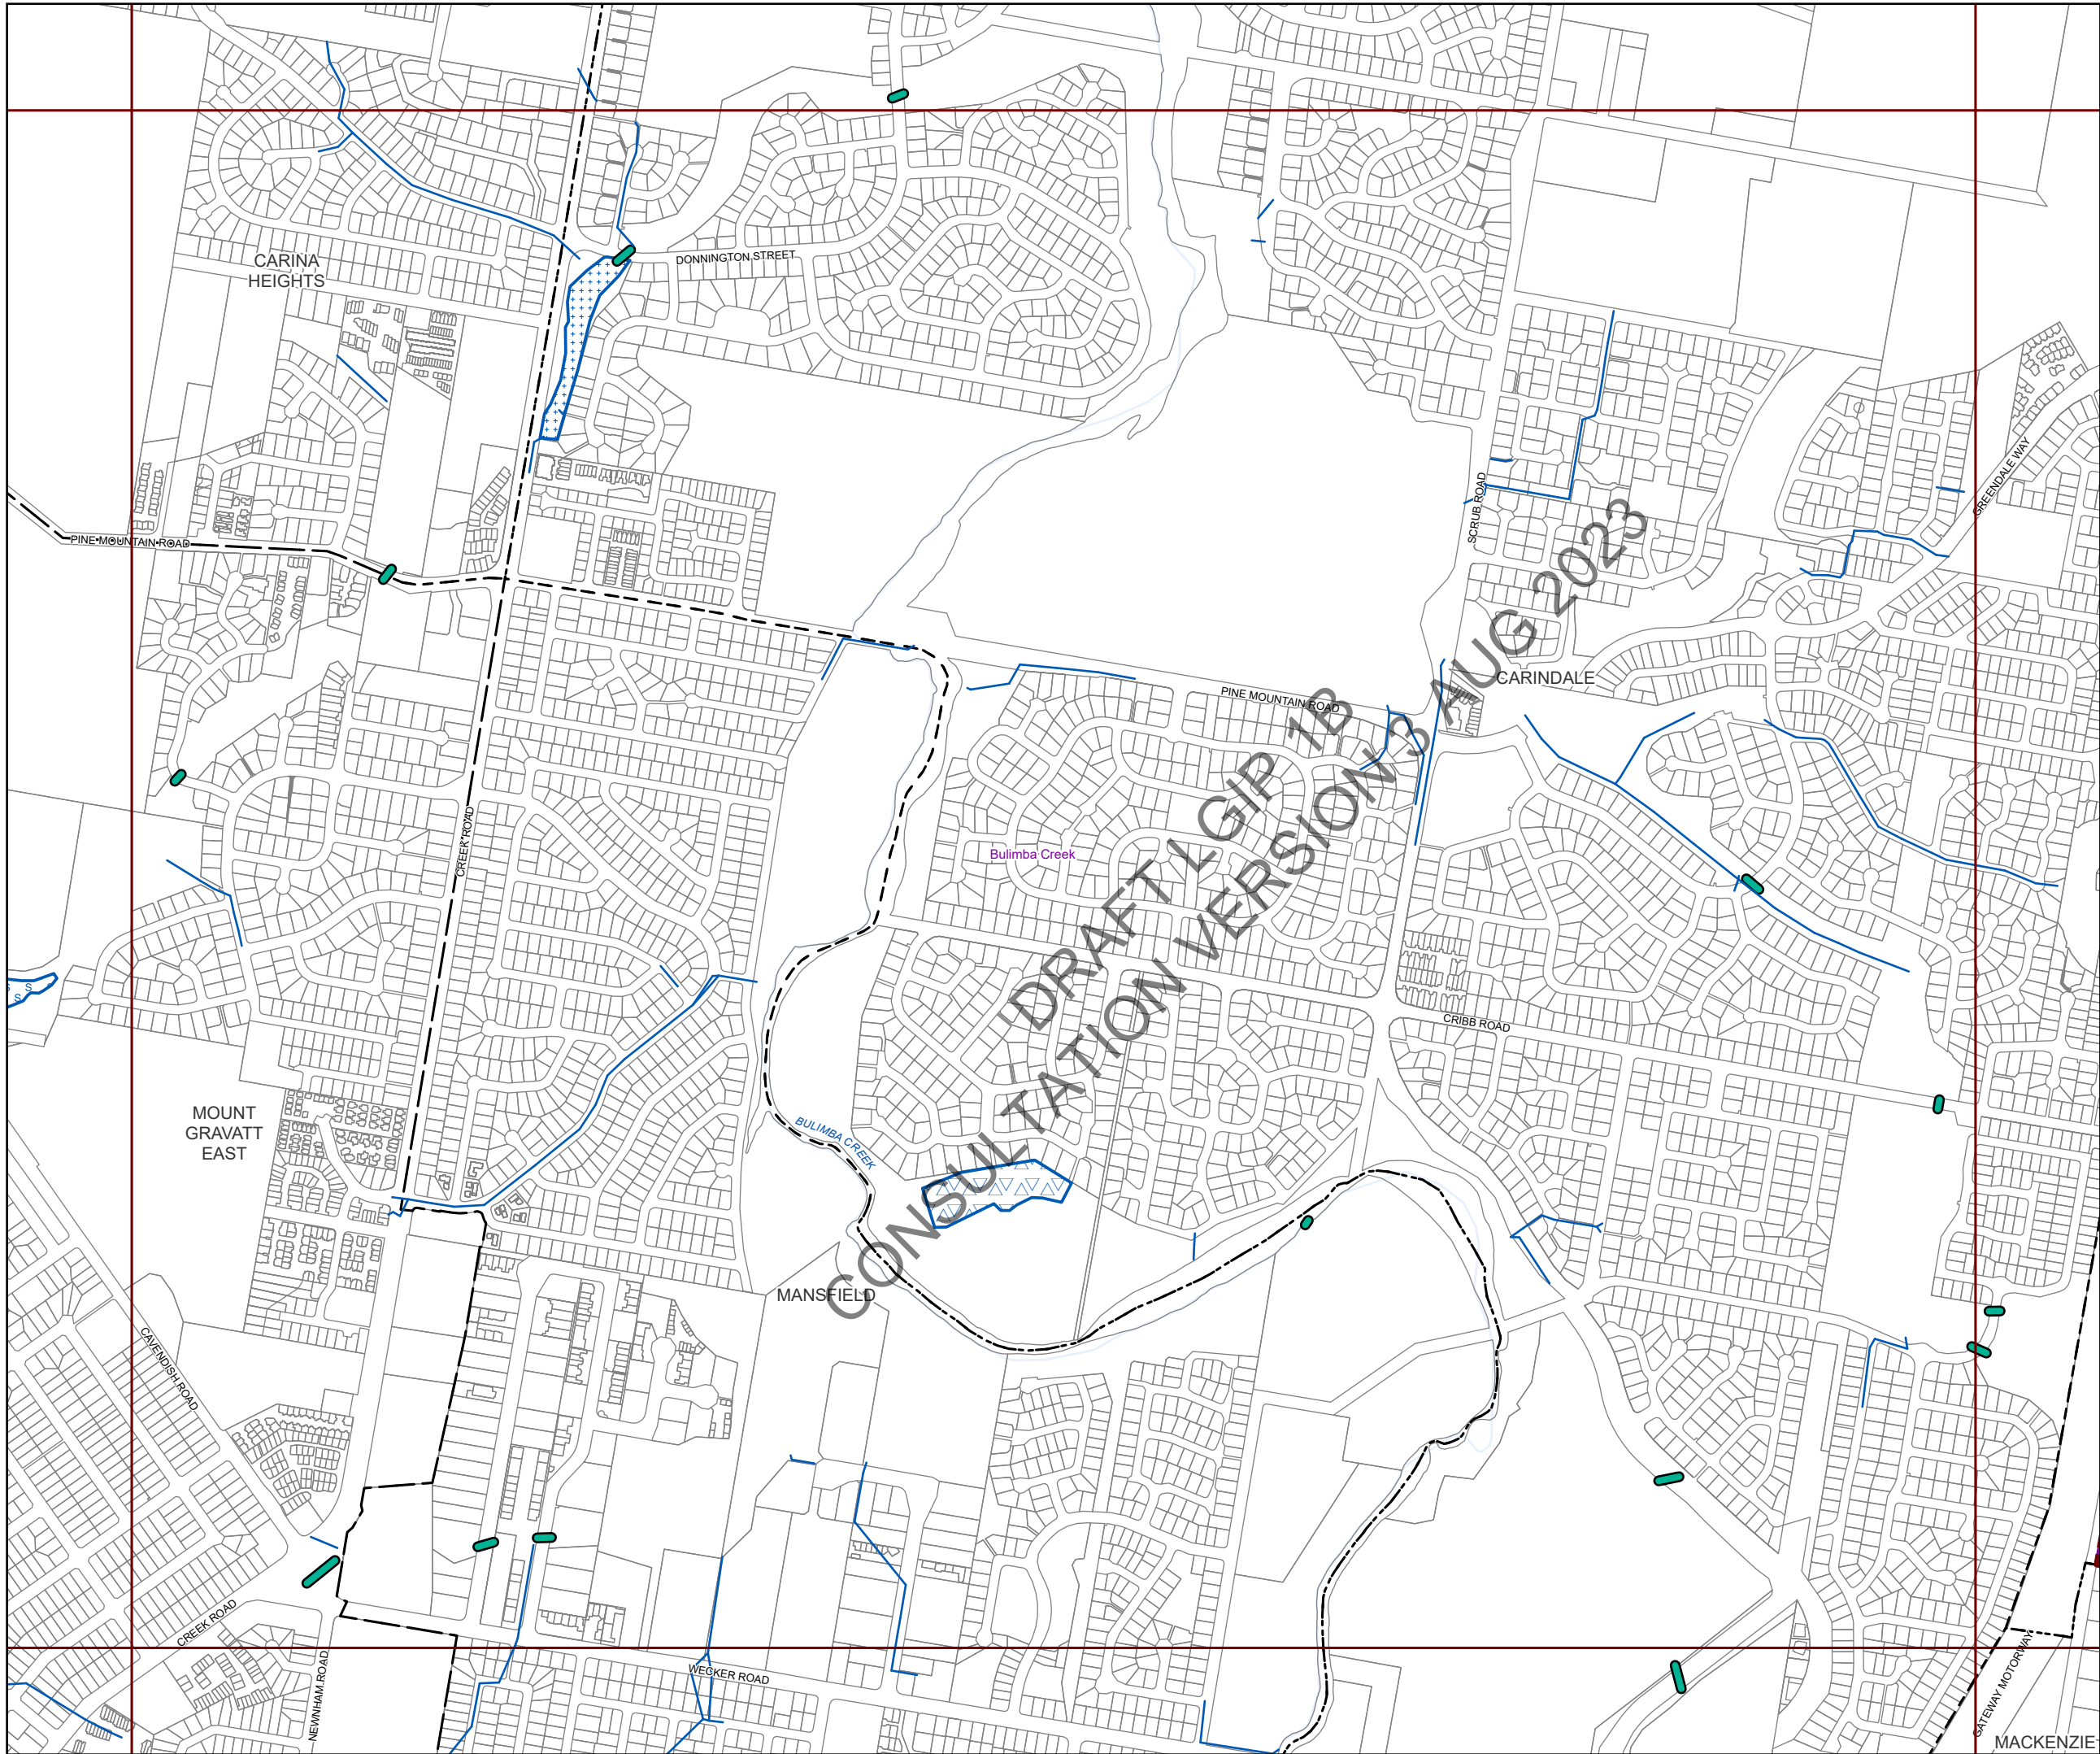 CARINA
HEIGHTS
DONNINGTON STREET
GREENDALE WAY
SCRUB ROAD
PINE MOUNTAIN ROAD
CARINDALE
PINE MOUNTAIN ROAD
CREEK ROAD
Bulimba Creek
DRAFT LGIP 1B
CONSULTATION VERSION 3 AUG 2023
S
S
S
CRIBB ROAD
MOUNT
GRAVATT
EAST
BULIMBA CREEK
MANSFIELD
CAVENDISH ROAD
CREEK ROAD
NEWNHAM ROAD
WECKER ROAD
GATEWAY MOTORWAY
MACKENZIE